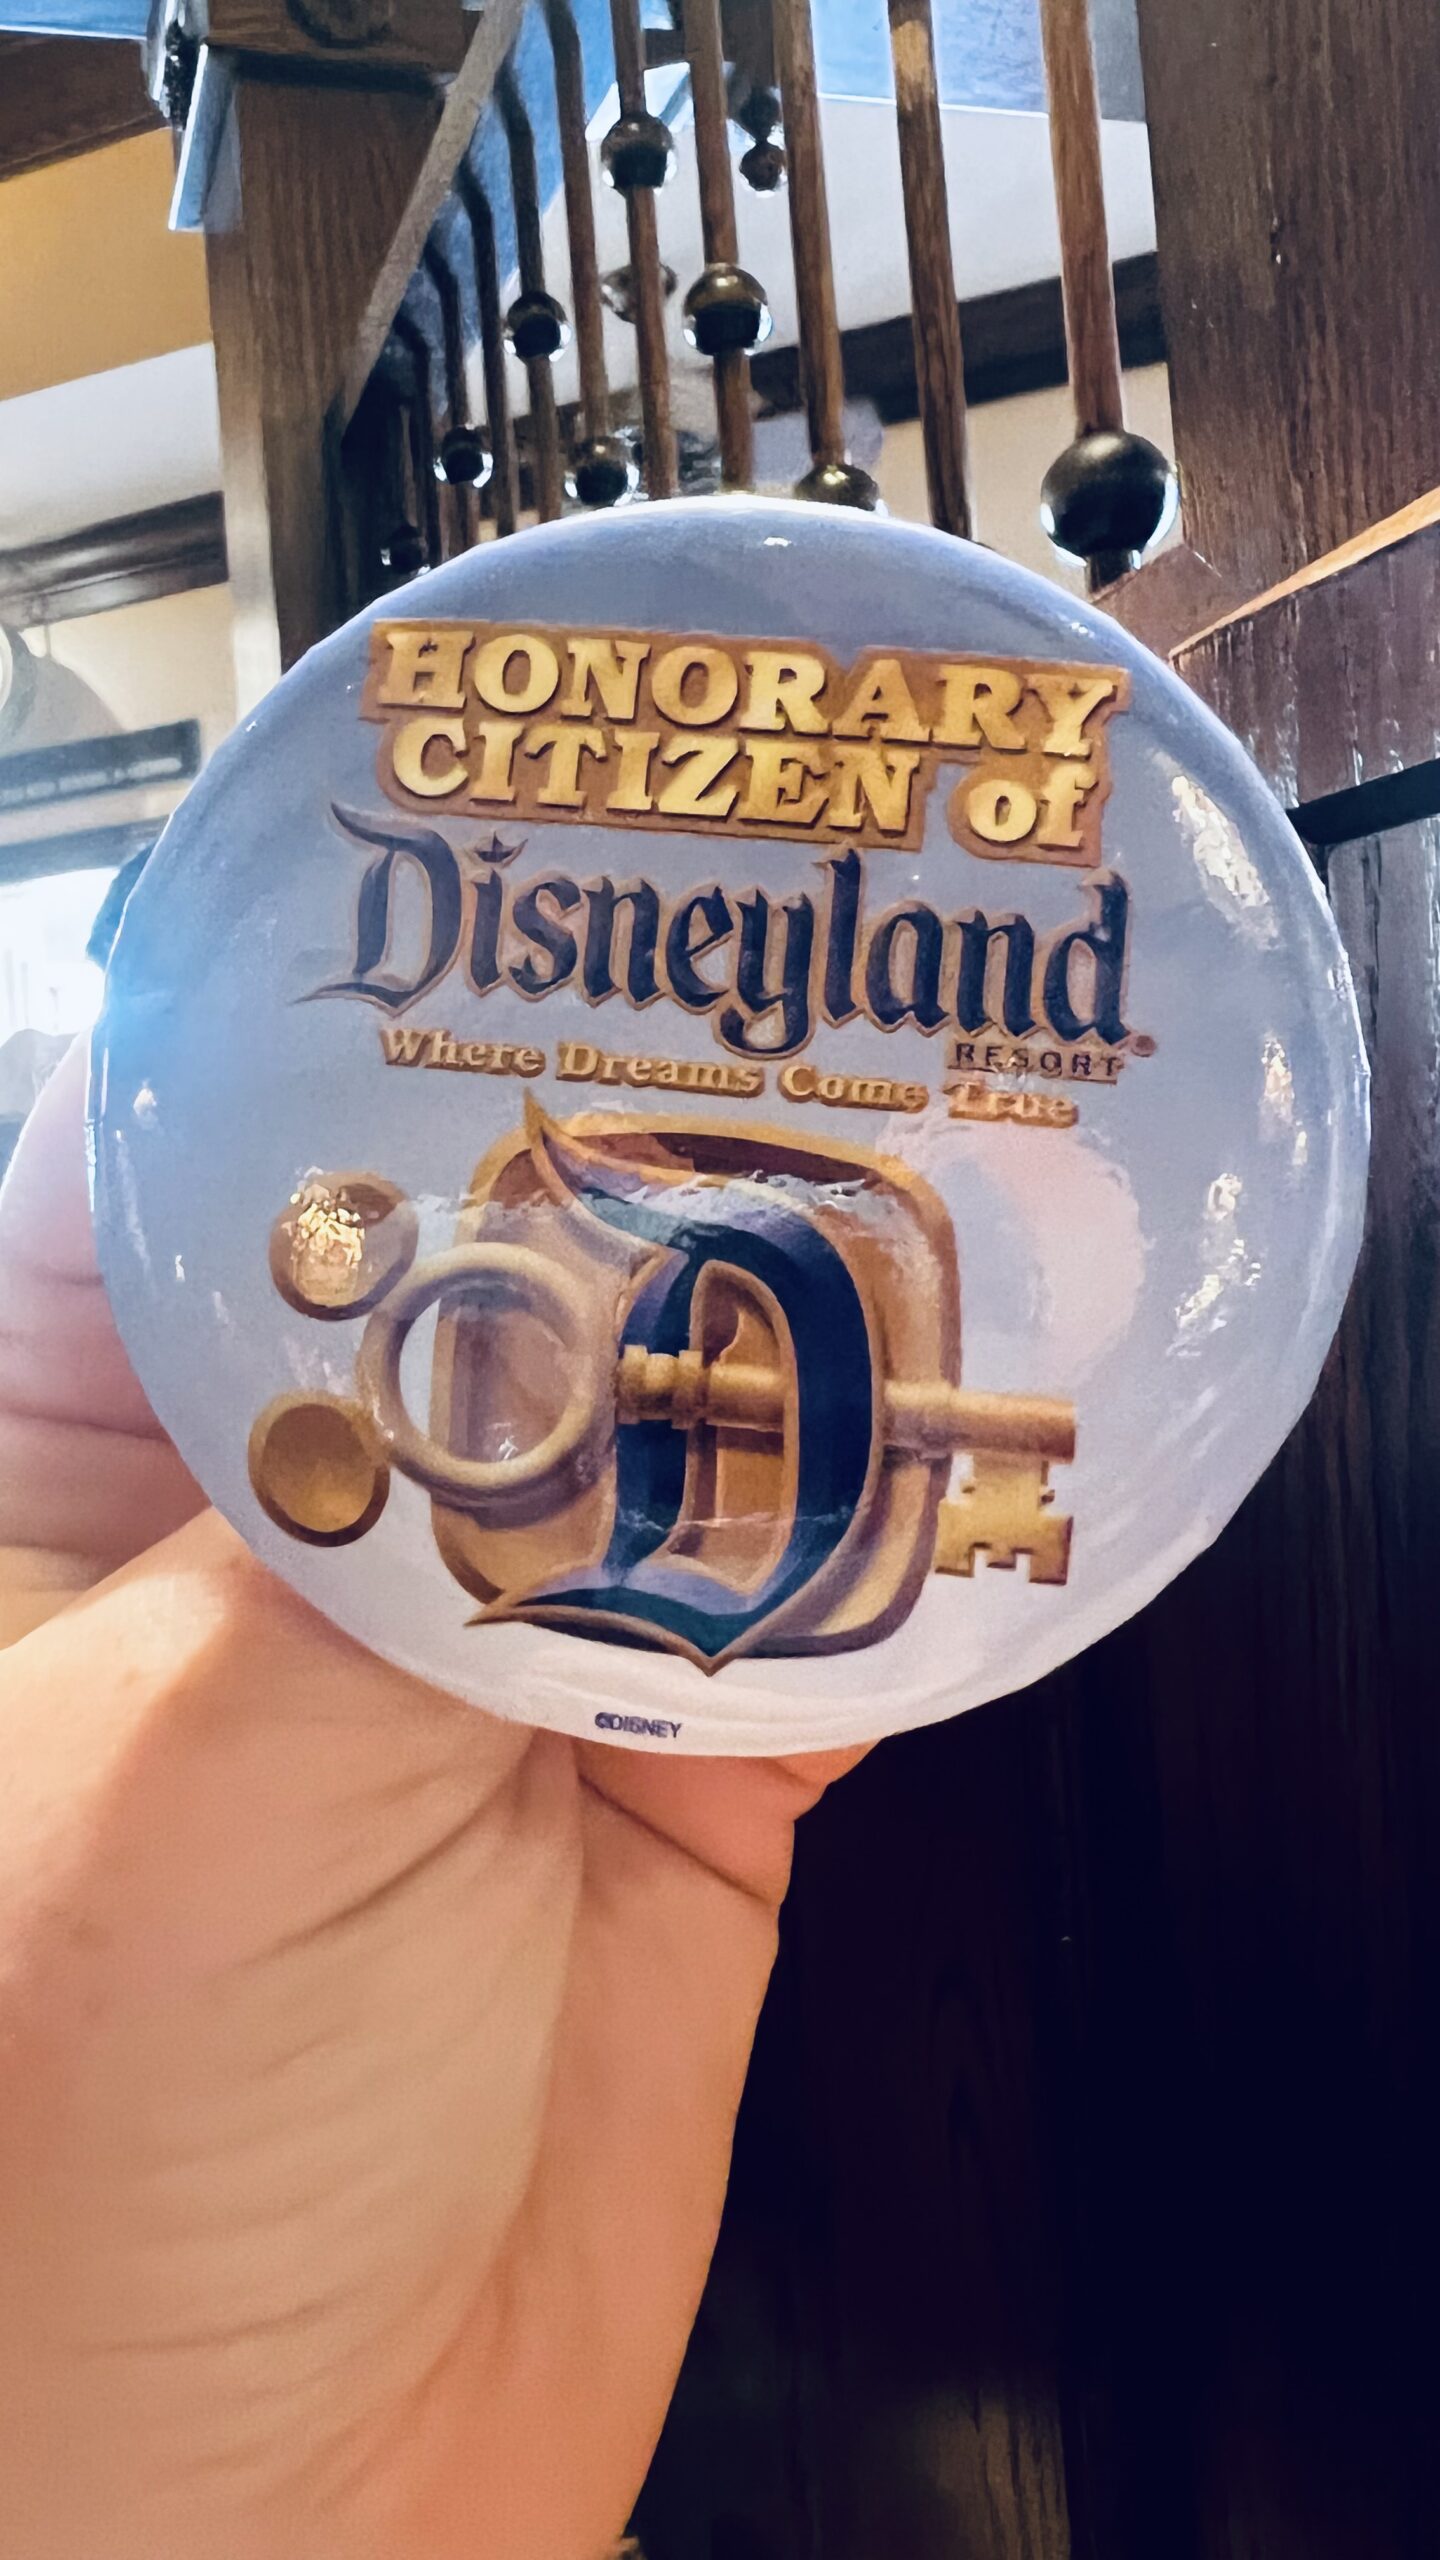 HONORARY
CITIZEN of
Disneyland
RESORT®
Where Dreams Come True
D
©DISNEY